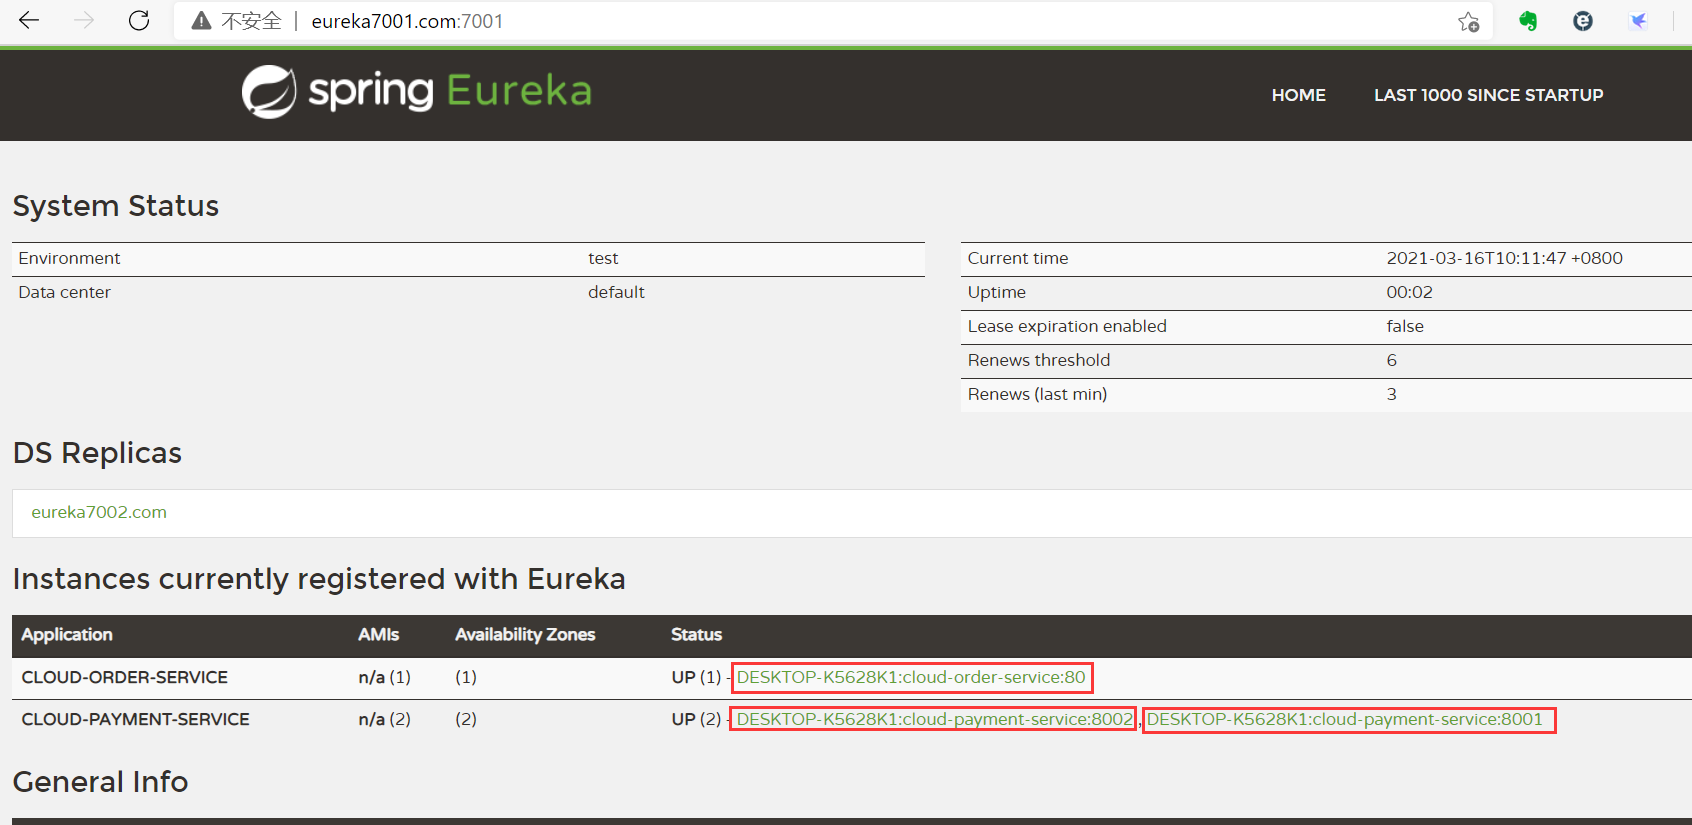 不安全 | eureka7001.com:7001
spring Eureka
HOME LAST 1000 SINCE STARTUP
System Status
Environment test
Data center default
Current time 2021-03-16T10:11:47 +0800
Uptime 00:02
Lease expiration enabled false
Renews threshold 6
Renews (last min) 3
DS Replicas
eureka7002.com
Instances currently registered with Eureka
Application AMIs Availability Zones Status
CLOUD-ORDER-SERVICE n/a (1) (1) UP (1) - DESKTOP-K5628K1:cloud-order-service:80
CLOUD-PAYMENT-SERVICE n/a (2) (2) UP (2) - DESKTOP-K5628K1:cloud-payment-service:8002 , DESKTOP-K5628K1:cloud-payment-service:8001
General Info